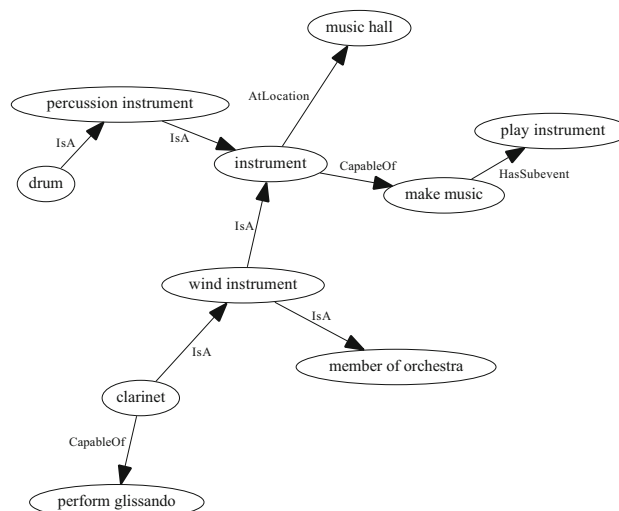 music hall
AtLocation
percussion instrument
IsA
IsA
play instrument
instrument
CapableOf
HasSubevent
drum
make music
IsA
wind instrument
IsA
member of orchestra
IsA
clarinet
CapableOf
perform glissando